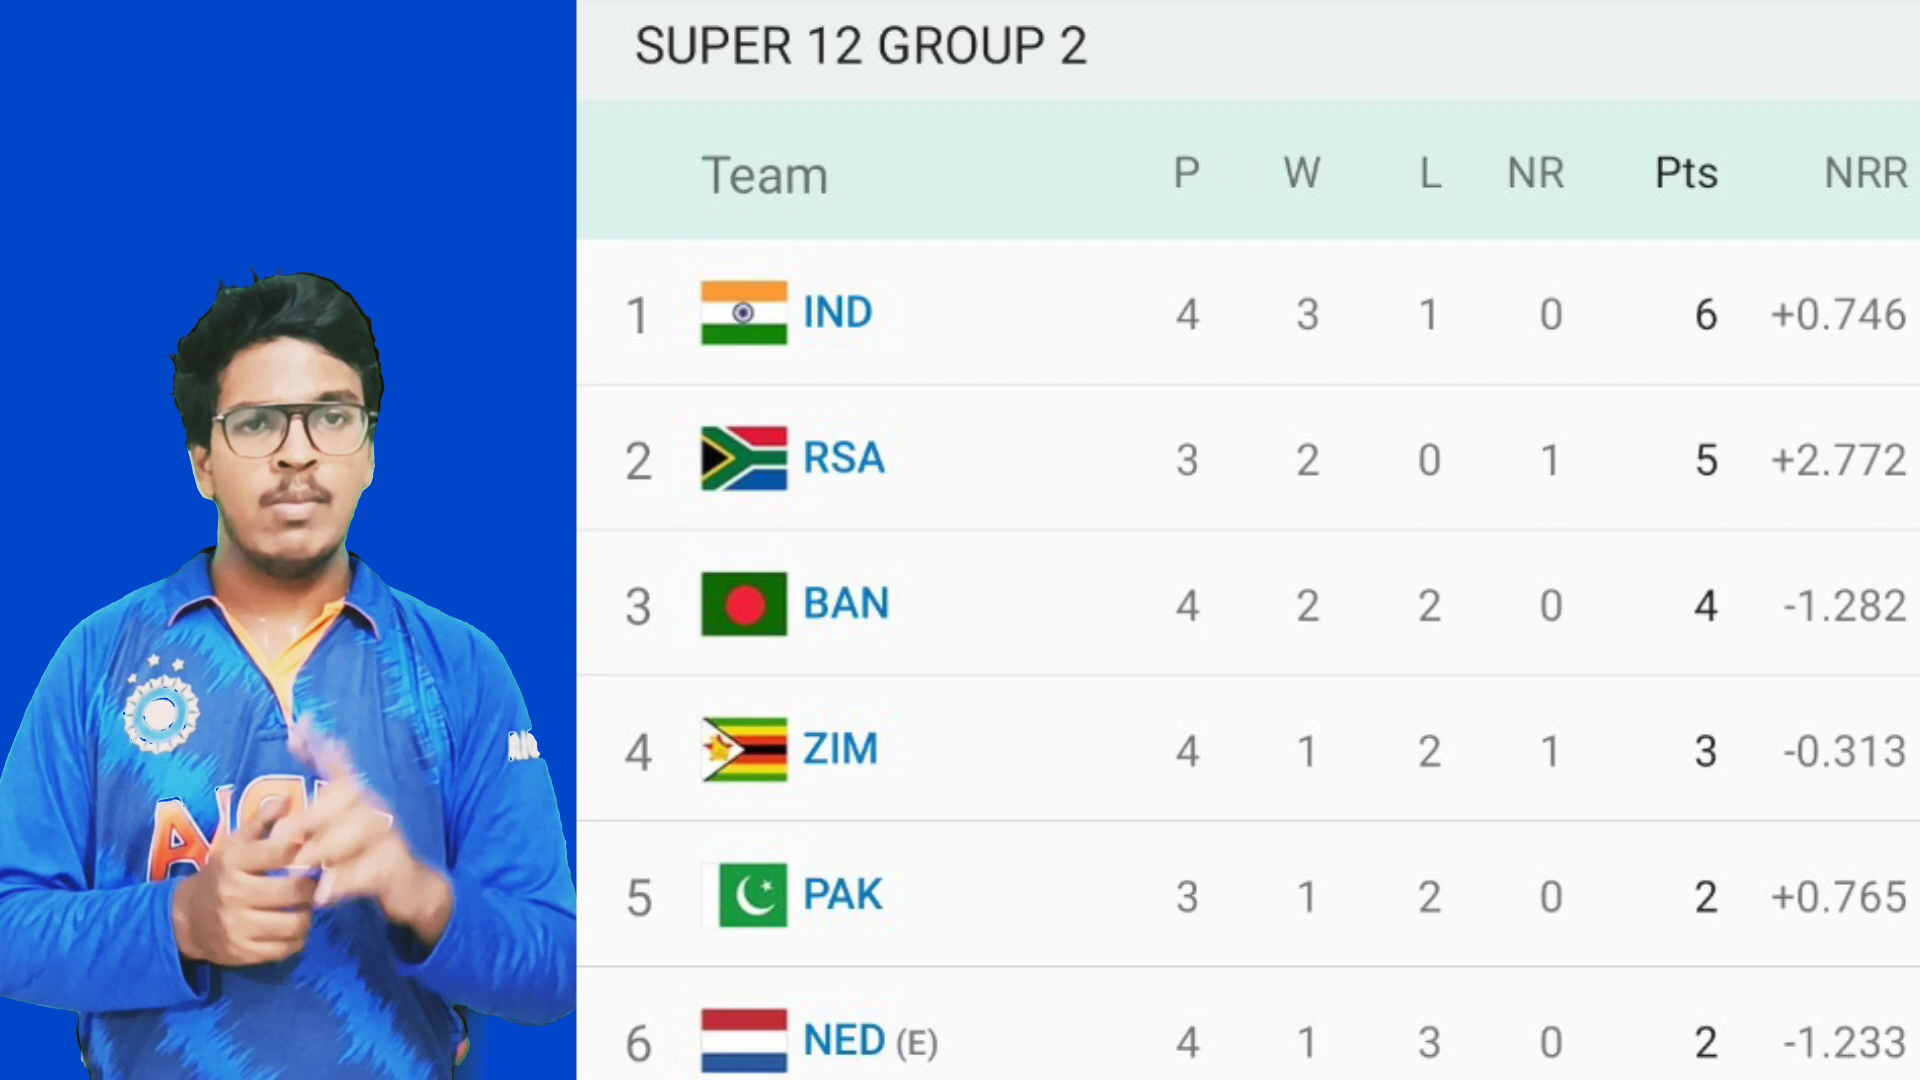 SUPER 12 GROUP 2
Team P W L NR Pts NRR
1 IND 4 3 1 0 6 +0.746
2 RSA 3 2 0 1 5 +2.772
3 BAN 4 2 2 0 4 -1.282
4 ZIM 4 1 2 1 3 -0.313
5 PAK 3 1 2 0 2 +0.765
6 NED (E) 4 1 3 0 2 -1.233